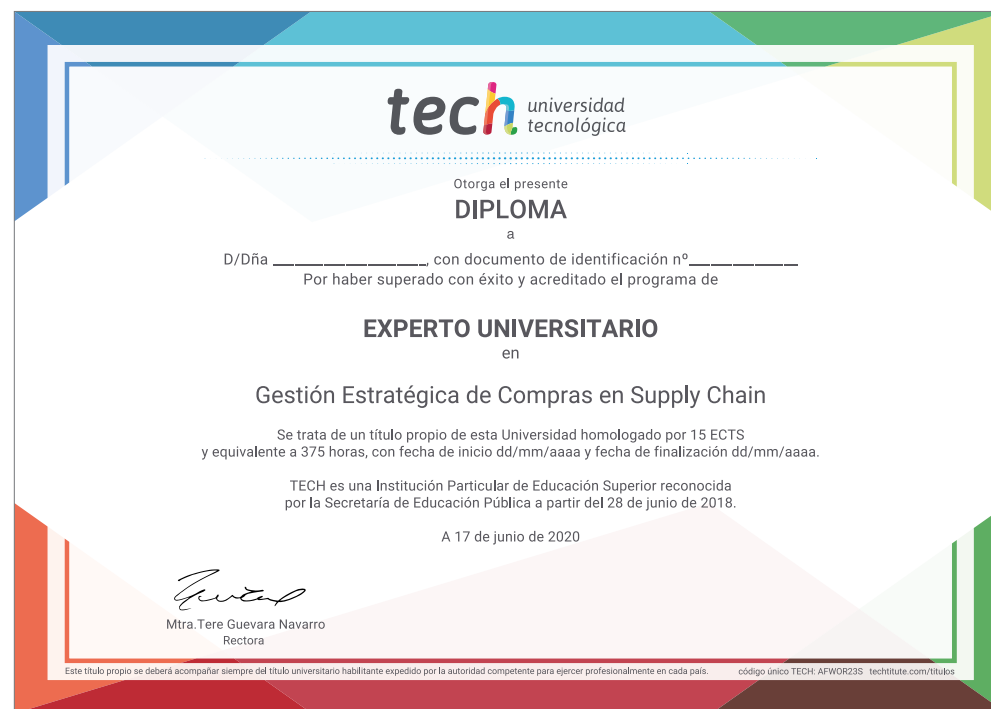 tech universidad
tecnológica
Otorga el presente
DIPLOMA
a
D/Dña ____________________, con documento de identificación nº______________
Por haber superado con éxito y acreditado el programa de
EXPERTO UNIVERSITARIO
en
Gestión Estratégica de Compras en Supply Chain
Se trata de un título propio de esta Universidad homologado por 15 ECTS
y equivalente a 375 horas, con fecha de inicio dd/mm/aaaa y fecha de finalización dd/mm/aaaa.
TECH es una Institución Particular de Educación Superior reconocida
por la Secretaría de Educación Pública a partir del 28 de junio de 2018.
A 17 de junio de 2020
Mtra.Tere Guevara Navarro
Rectora
Este título propio se deberá acompañar siempre del título universitario habilitante expedido por la autoridad competente para ejercer profesionalmente en cada país. código único TECH: AFWOR23S techtitute.com/titulos